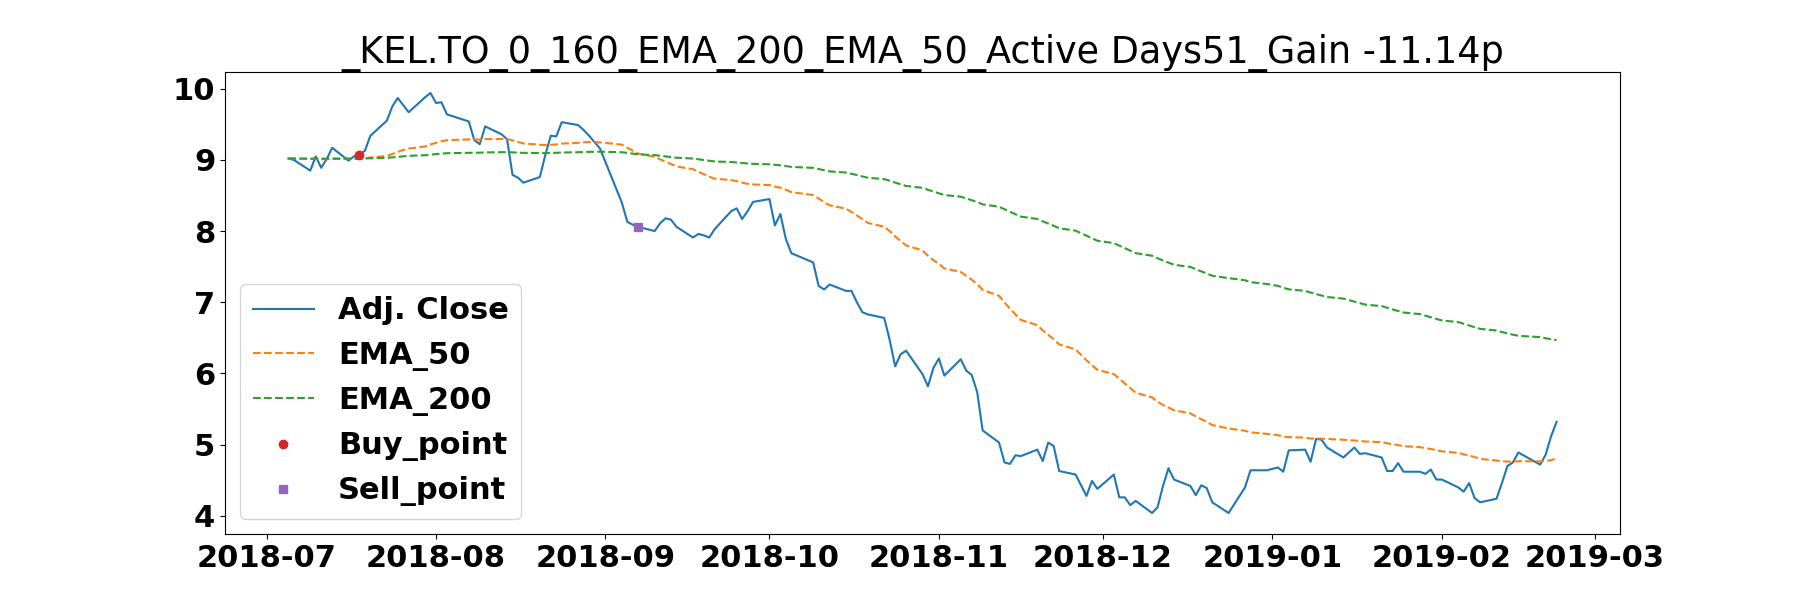 _KEL.TO_0_160_EMA_200_EMA_50_Active Days51_Gain -11.14p
10
9
8
7
6
5
4
Adj. Close
EMA_50
EMA_200
Buy_point
Sell_point
2018-07 2018-08 2018-09 2018-10 2018-11 2018-12 2019-01 2019-02 2019-03